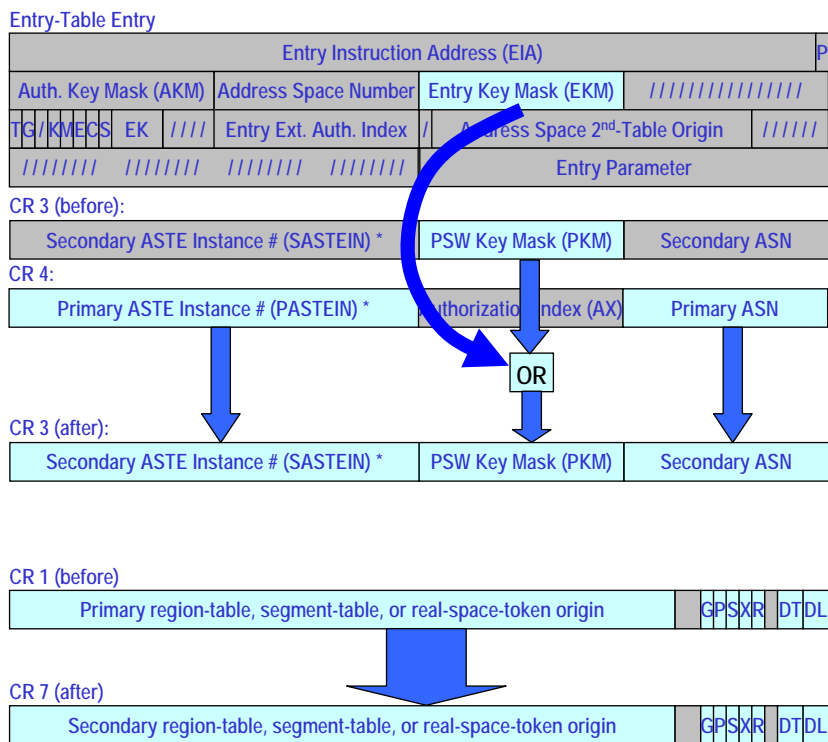 Entry-Table Entry
Entry Instruction Address (EIA) P
Auth. Key Mask (AKM) Address Space Number Entry Key Mask (EKM) / / / / / / / / / / / / / / / /
T G / K M E C S EK / / / / Entry Ext. Auth. Index / Address Space 2nd-Table Origin / / / / / /
/ / / / / / / / / / / / / / / / / / / / / / / / / / / / / / / / Entry Parameter
CR 3 (before):
Secondary ASTE Instance # (SASTEIN) * PSW Key Mask (PKM) Secondary ASN
CR 4:
Primary ASTE Instance # (PASTEIN) * (AX) Primary ASN
OR
CR 3 (after):
Secondary ASTE Instance # (SASTEIN) * PSW Key Mask (PKM) Secondary ASN
CR 1 (before)
Primary region-table, segment-table, or real-space-token origin G P S X R DT DL
CR 7 (after)
Secondary region-table, segment-table, or real-space-token origin G P S X R DT DL